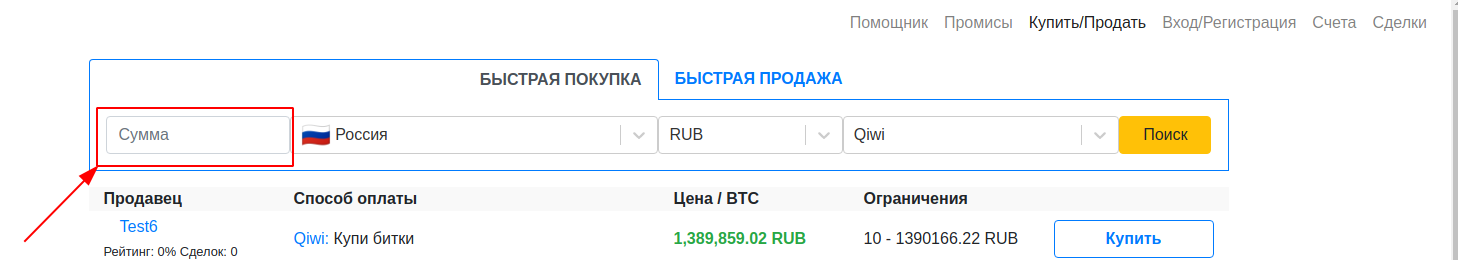 Помощник Промисы Купить/Продать Вход/Регистрация Счета Сделки
БЫСТРАЯ ПОКУПКА БЫСТРАЯ ПРОДАЖА
Сумма Россия RUB Qiwi Поиск
Продавец Способ оплаты Цена / BTC Ограничения
Test6
Qiwi: Купи битки 1,389,859.02 RUB 10 - 1390166.22 RUB Купить
Рейтинг: 0% Сделок: 0